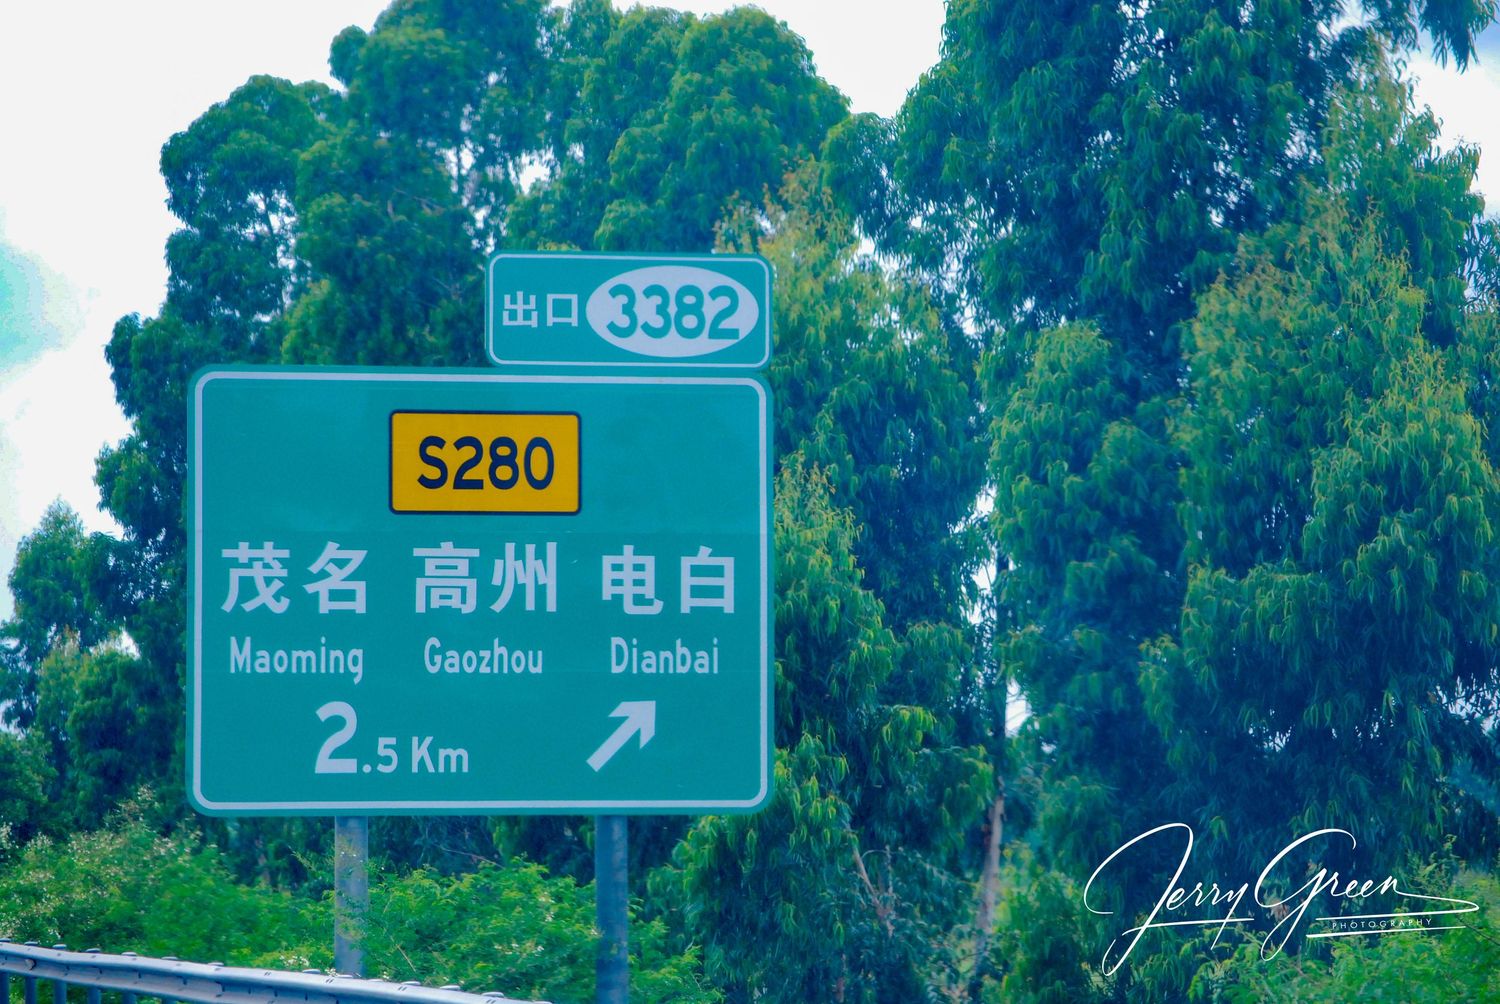 出口 3382
S280
茂名 高州 电白
Maoming Gaozhou Dianbai
2.5 Km
Jerry Green
PHOTOGRAPHY